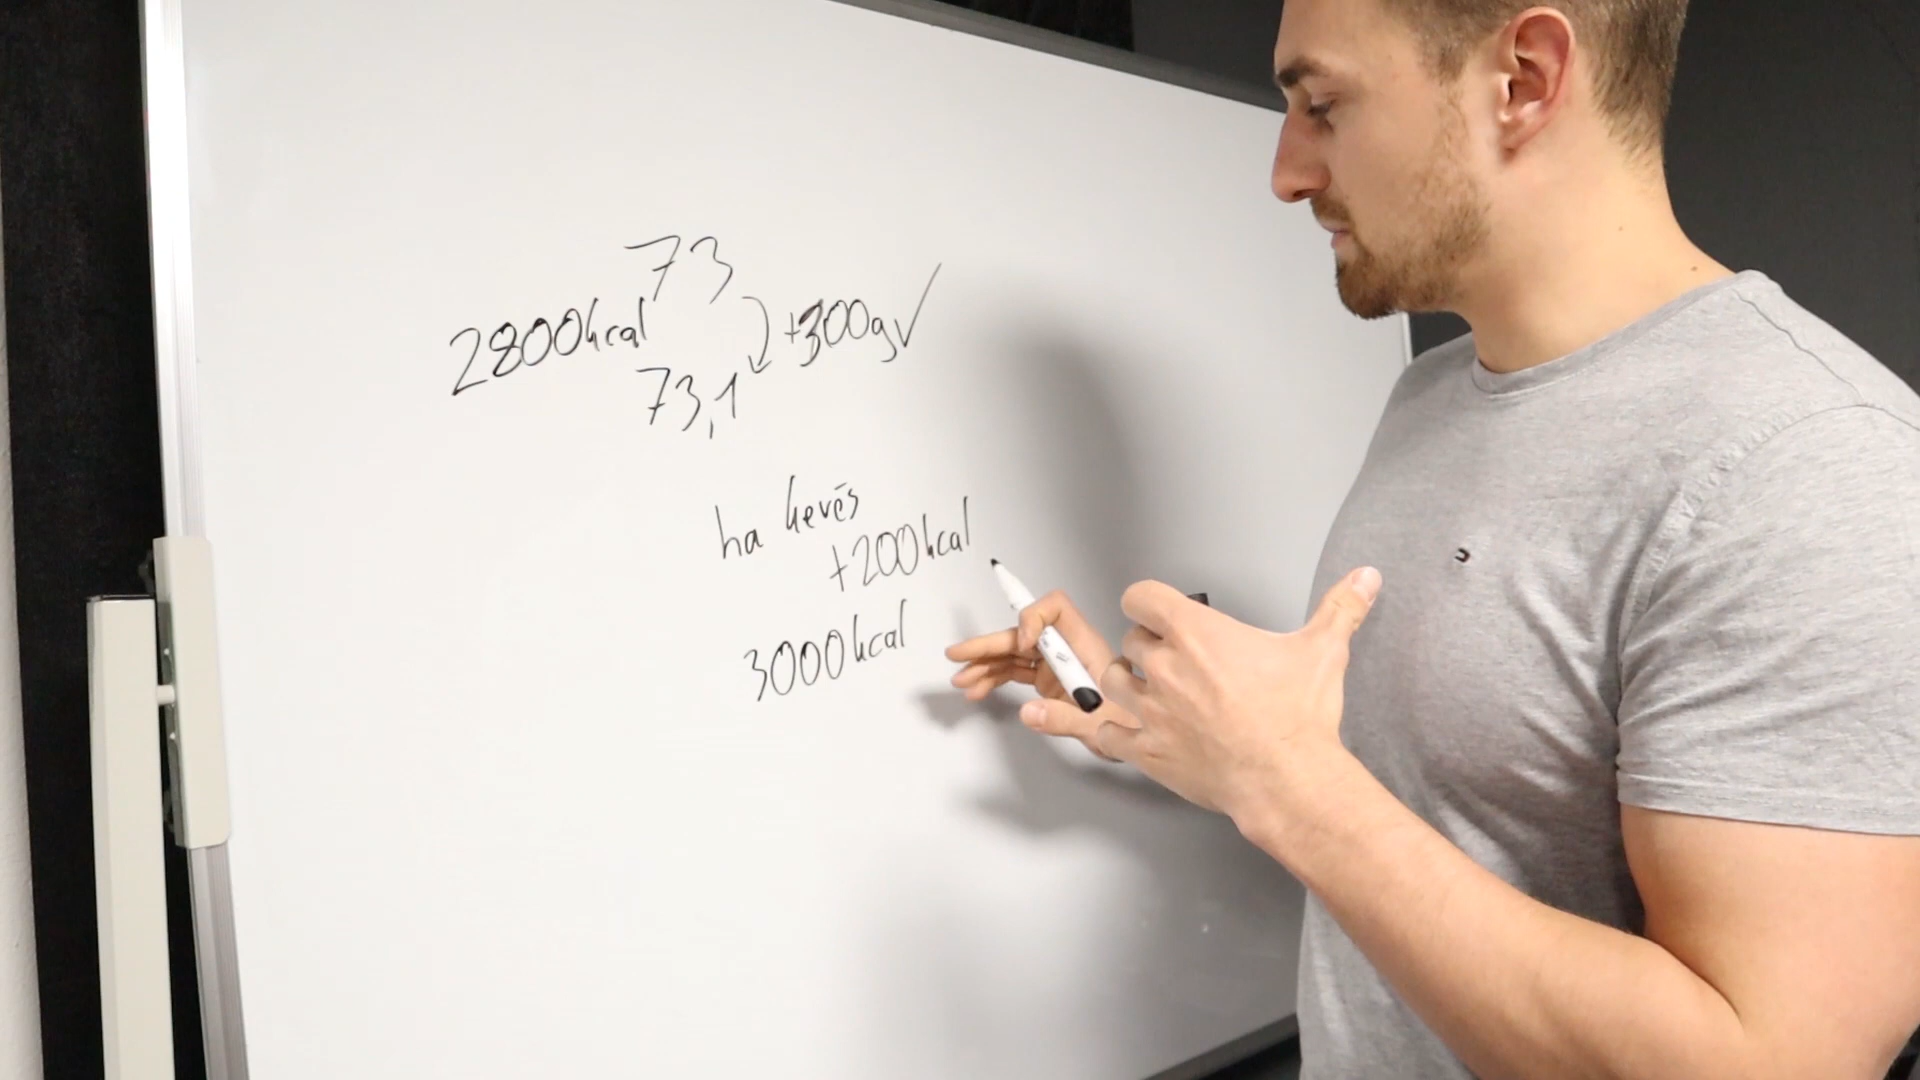 73
2800kcal +300g✓
73,1
ha kevés
+200kcal
3000kcal